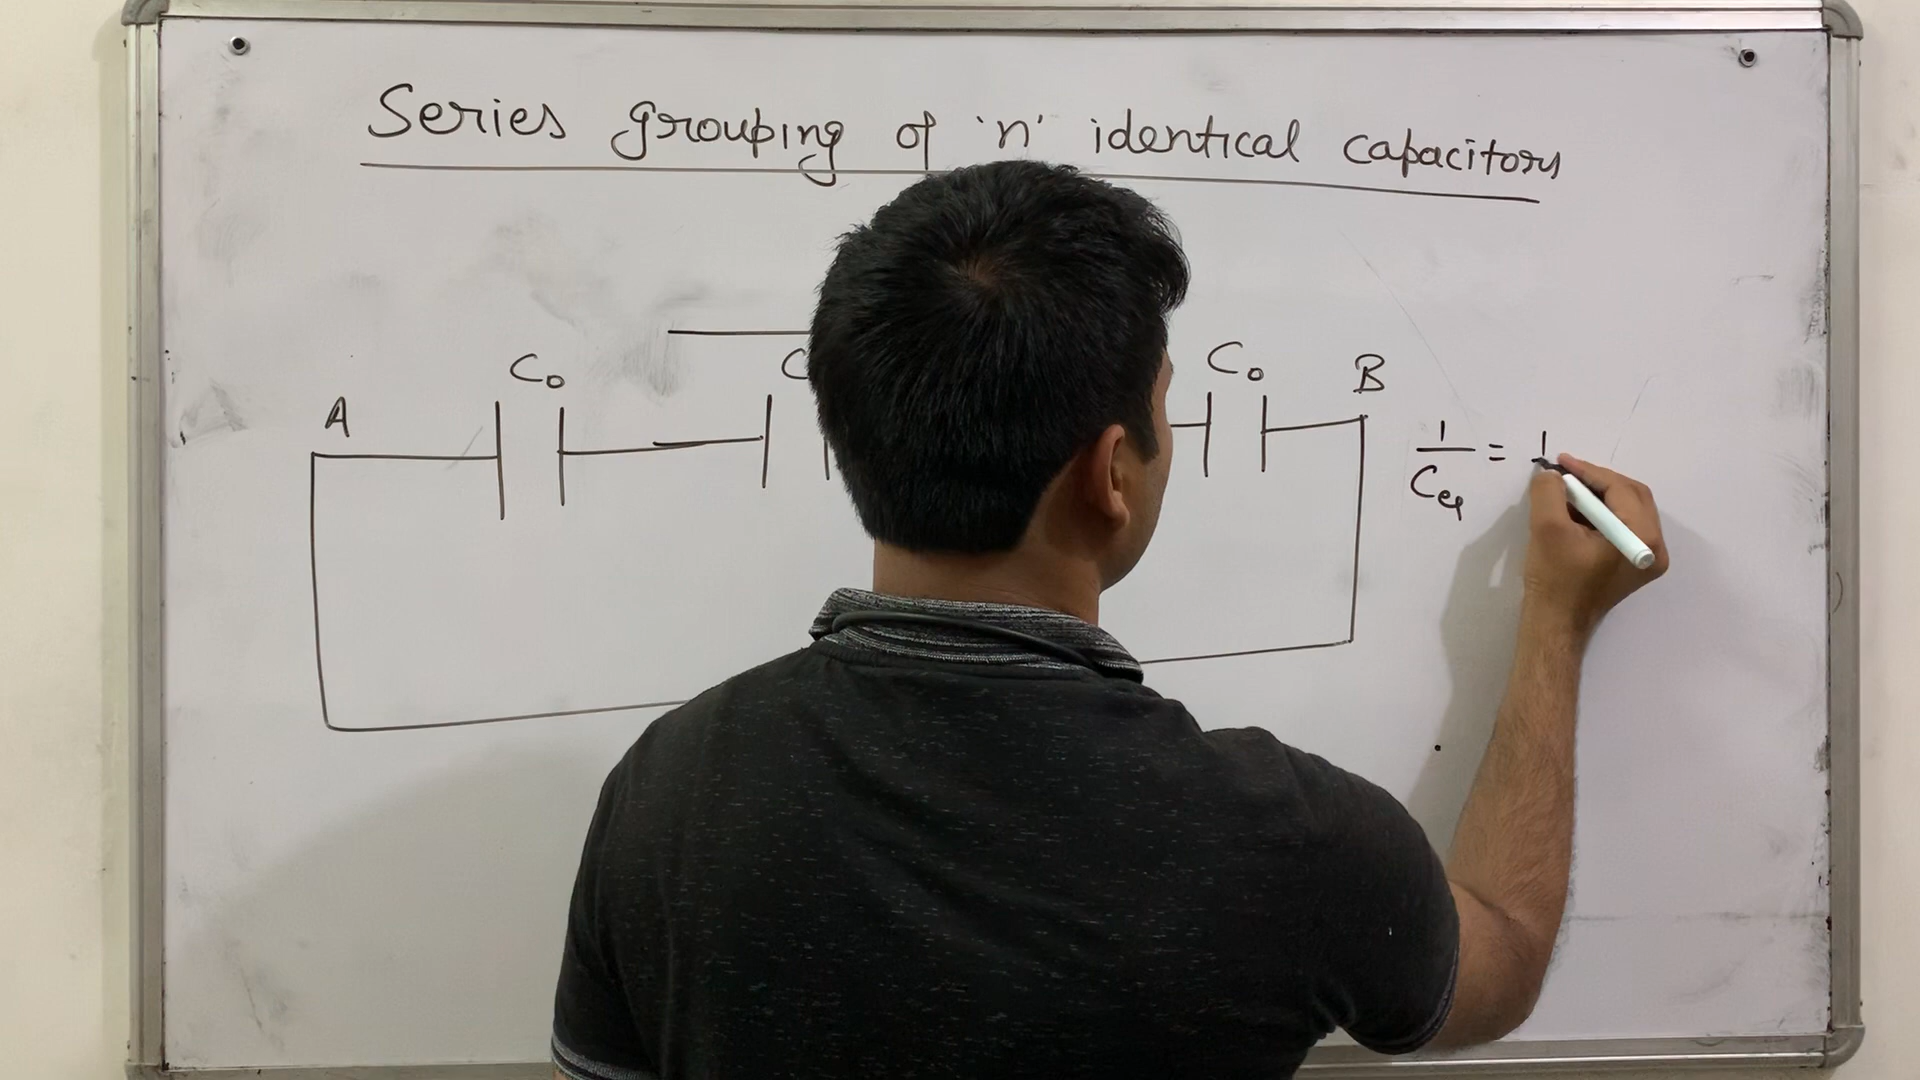 Series grouping of 'n' identical capacitors
A C₀ C C₀ B
1/Ceq = 1